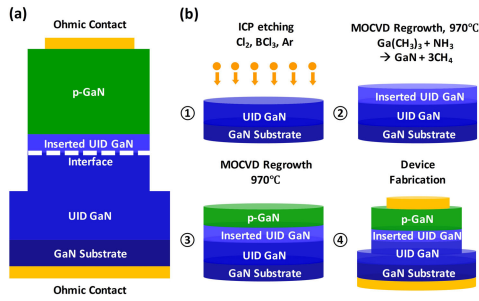 (a)
Ohmic Contact
p-GaN
Inserted UID GaN
Interface
UID GaN
GaN Substrate
Ohmic Contact
(b)
ICP etching
Cl₂, BCl₃, Ar
①
UID GaN
GaN Substrate
MOCVD Regrowth, 970℃
Ga(CH₃)₃ + NH₃
→ GaN + 3CH₄
②
Inserted UID GaN
UID GaN
GaN Substrate
MOCVD Regrowth
970℃
③
p-GaN
Inserted UID GaN
UID GaN
GaN Substrate
Device
Fabrication
④
p-GaN
Inserted UID GaN
UID GaN
GaN Substrate